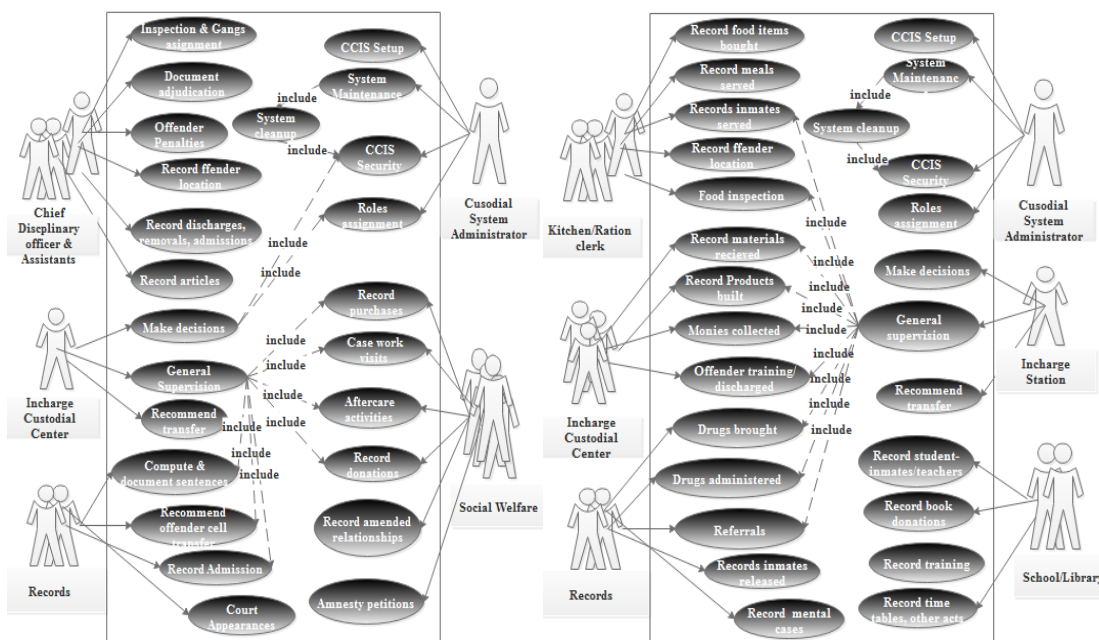 Inspection & Gangs
asignment
Document
adjudication
Offender
Penalties
Record ffender
location
Record discharges,
removals, admissions
Record articles
Make decisions
General
Supervision
Recommend
transfer
Compute &
document sentences
Recommend
offender cell
transfer
Record Admission
Court
Appearances
Chief
Discplinary
officer &
Assistants
Incharge
Custodial
Center
Records
CCIS Setup
System
Maintenance
include
System
cleanup
include
CCIS
Security
Roles
assignment
include
include
Record
purchases
include
Case work
visits
include
include
Aftercare
activities
include
include
Record
donations
include
include
Record amended
relationships
Amnesty petitions
Cusodial
System
Administrator
Social Welfare
Record food items
bought
Record meals
served
Records inmates
served
Record ffender
location
Food inspection
Record materials
recieved
Record Products
built
Monies collected
Offender training/
discharged
Drugs brought
Drugs administered
Referrals
Records inmates
released
Record mental
cases
Kitchen/Ration
clerk
Incharge
Custodial
Center
Records
CCIS Setup
System
Maintenanc
include
System cleanup
include
CCIS
Security
Roles
assignment
Make decisions
General
supervision
Recommend
transfer
include
include
include
include
include
include
include
include
Record student-
inmates/teachers
Record book
donations
Record training
Record time
tables, other acts
Cusodial
System
Administrator
Incharge
Station
School/Library